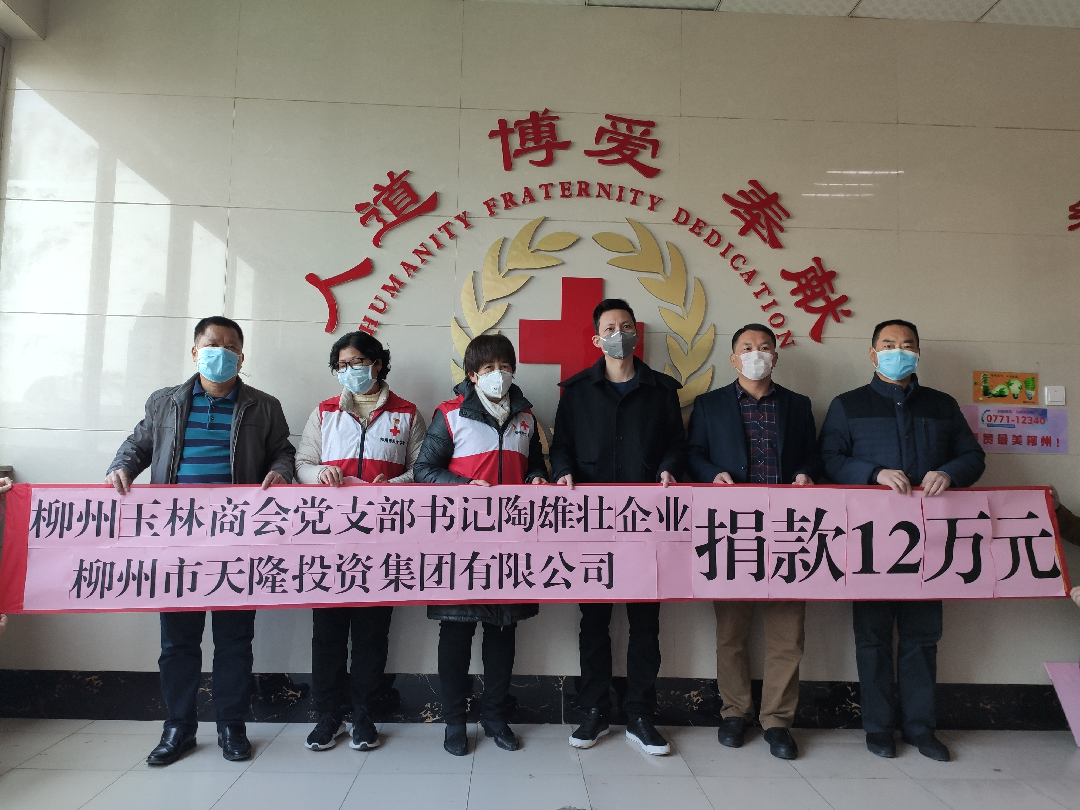 人道 博爱 奉献
HUMANITY FRATERNITY DEDICATION
0771-12340
赞最美柳州！
柳州玉林商会党支部书记陶雄壮企业
柳州市天隆投资集团有限公司
捐款12万元